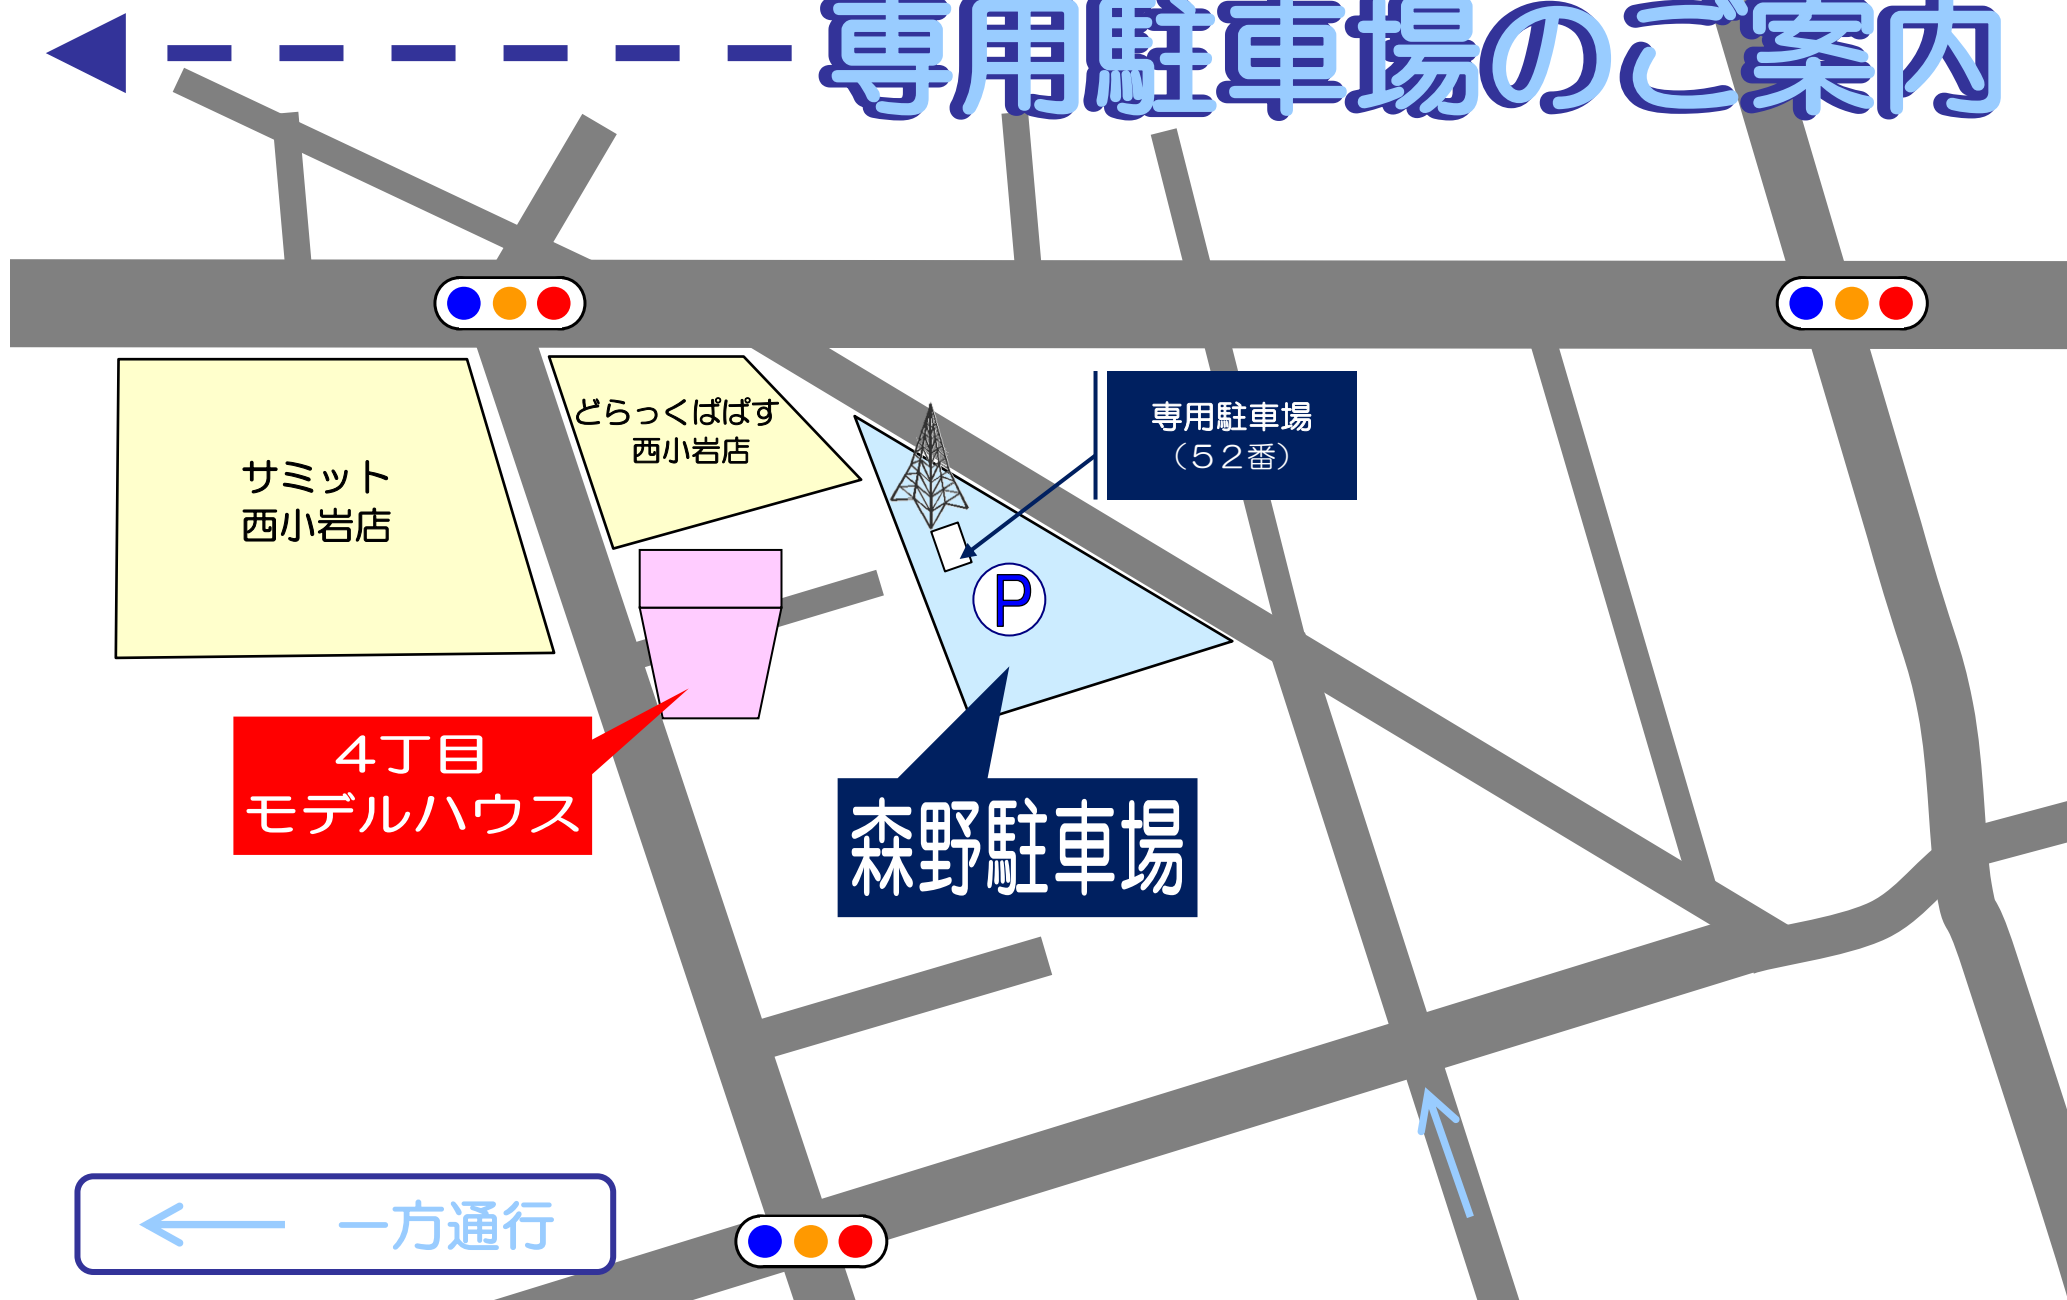 専用駐車場のご案内
どらっくぱぱす
西小岩店
専用駐車場
（５２番）
サミット
西小岩店
P
４丁目
モデルハウス
森野駐車場
一方通行